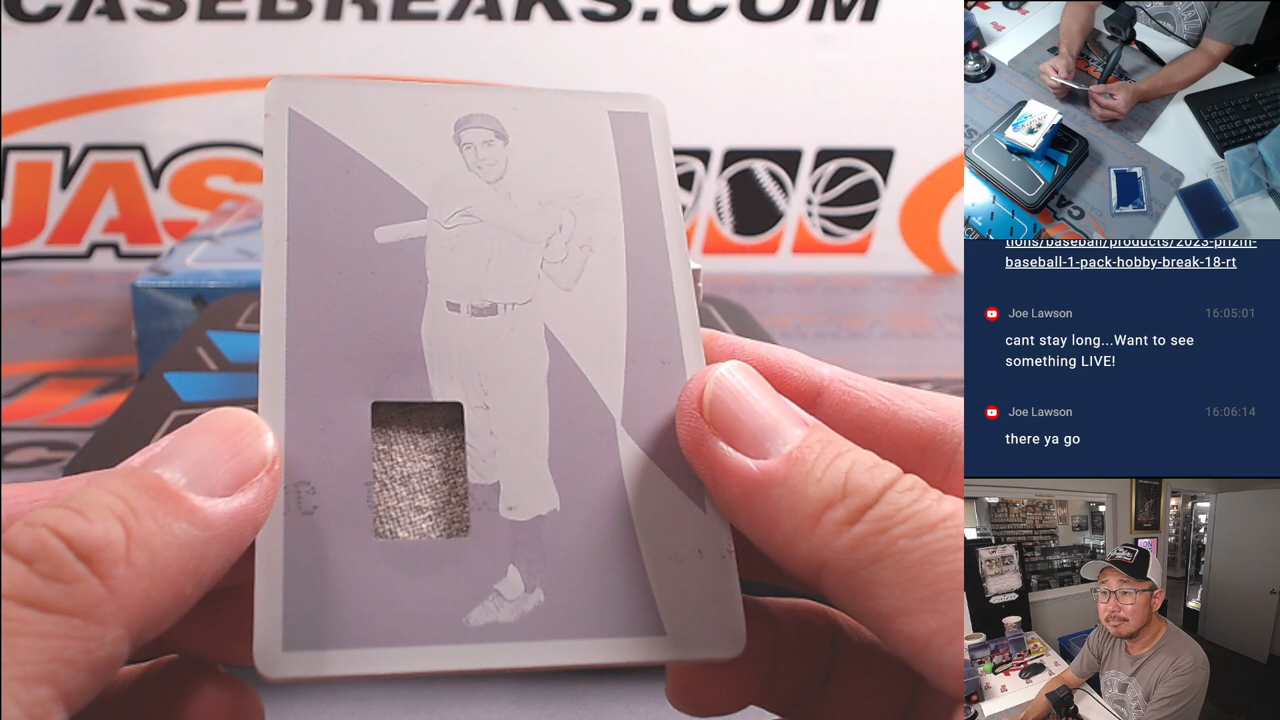 CASEBREAKS.COM
JAS
tions/baseball/products/2023-prizm-
baseball-1-pack-hobby-break-18-rt
Joe Lawson 16:05:01
cant stay long...Want to see
something LIVE!
Joe Lawson 16:06:14
there ya go